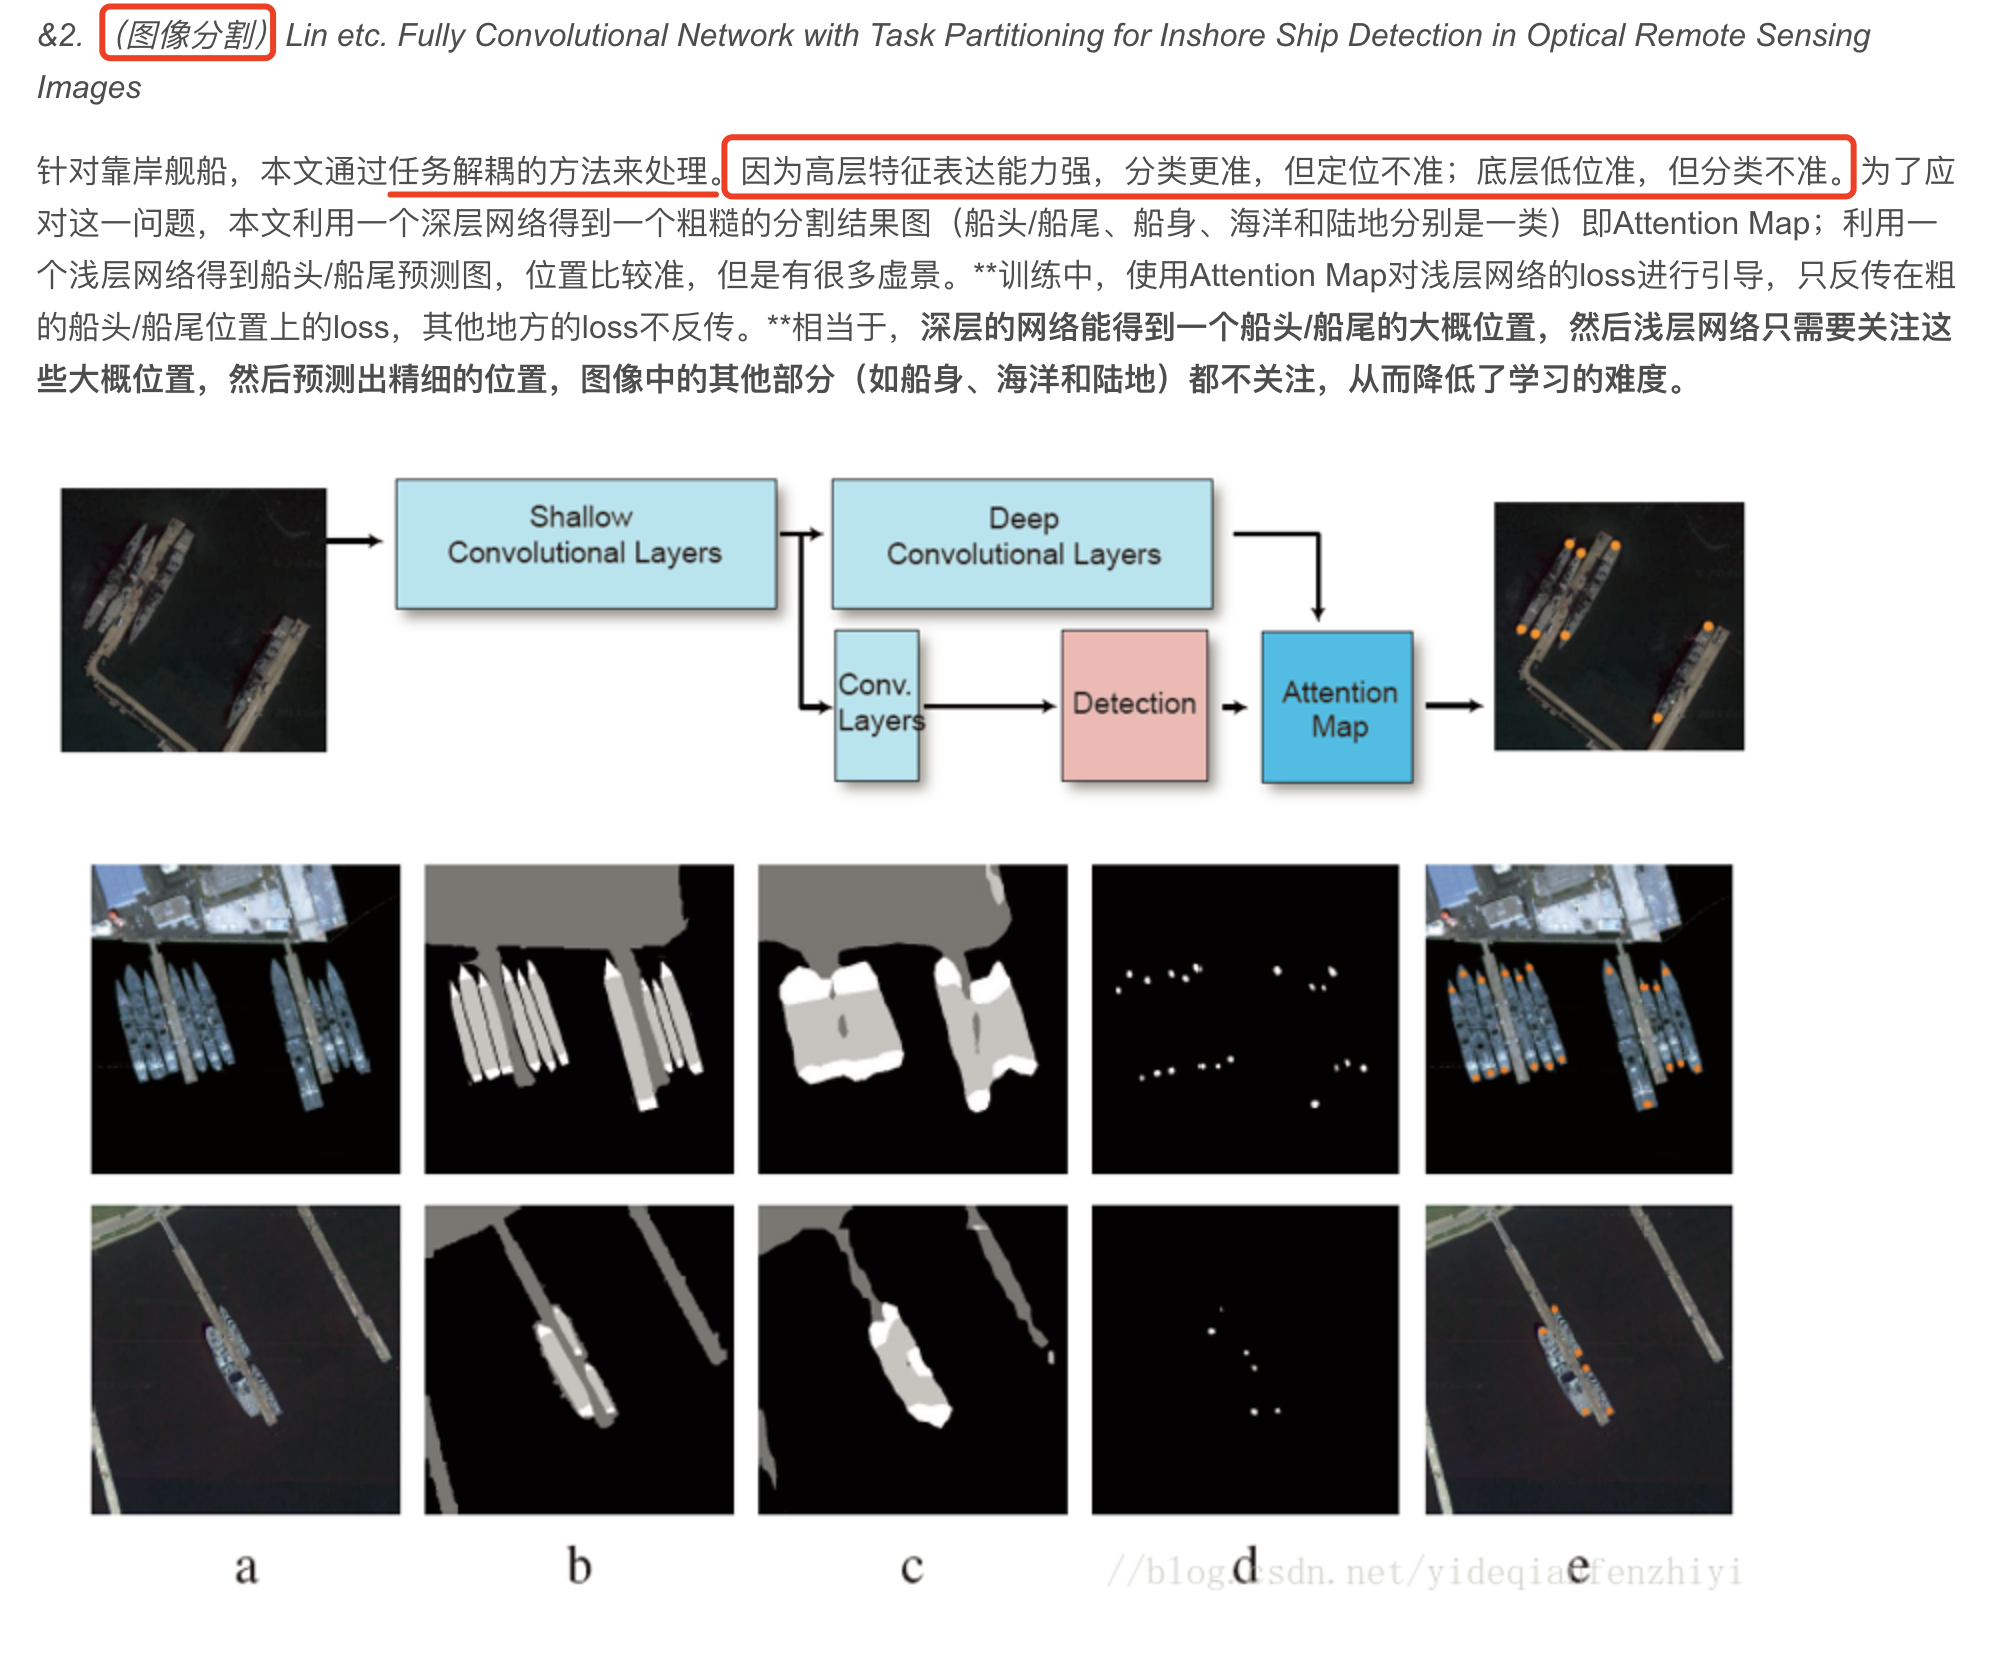 &2. (图像分割) Lin etc. Fully Convolutional Network with Task Partitioning for Inshore Ship Detection in Optical Remote Sensing
Images
针对靠岸舰船，本文通过任务解耦的方法来处理。因为高层特征表达能力强，分类更准，但定位不准；底层低位准，但分类不准。为了应
对这一问题，本文利用一个深层网络得到一个粗糙的分割结果图（船头/船尾、船身、海洋和陆地分别是一类）即Attention Map；利用一
个浅层网络得到船头/船尾预测图，位置比较准，但是有很多虚景。**训练中，使用Attention Map对浅层网络的loss进行引导，只反传在粗
的船头/船尾位置上的loss，其他地方的loss不反传。**相当于，深层的网络能得到一个船头/船尾的大概位置，然后浅层网络只需要关注这
些大概位置，然后预测出精细的位置，图像中的其他部分（如船身、海洋和陆地）都不关注，从而降低了学习的难度。
Shallow
Convolutional Layers
Deep
Convolutional Layers
Conv.
Layers
Detection
Attention
Map
a b c d e
//blog.csdn.net/yideqianfenzhiyi